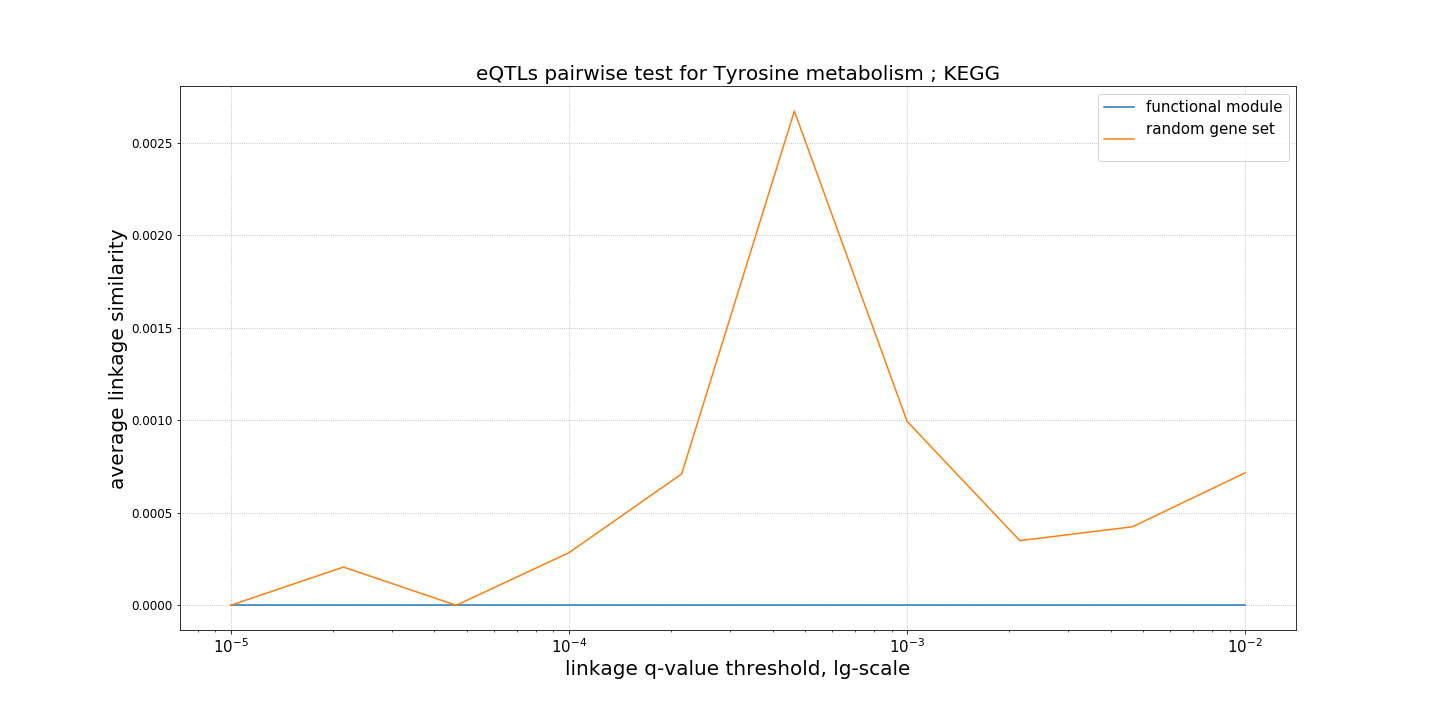 eQTLs pairwise test for Tyrosine metabolism ; KEGG
functional module
random gene set
average linkage similarity
0.0025
0.0020
0.0015
0.0010
0.0005
0.0000
10⁻⁵
10⁻⁴
10⁻³
10⁻²
linkage q-value threshold, lg-scale